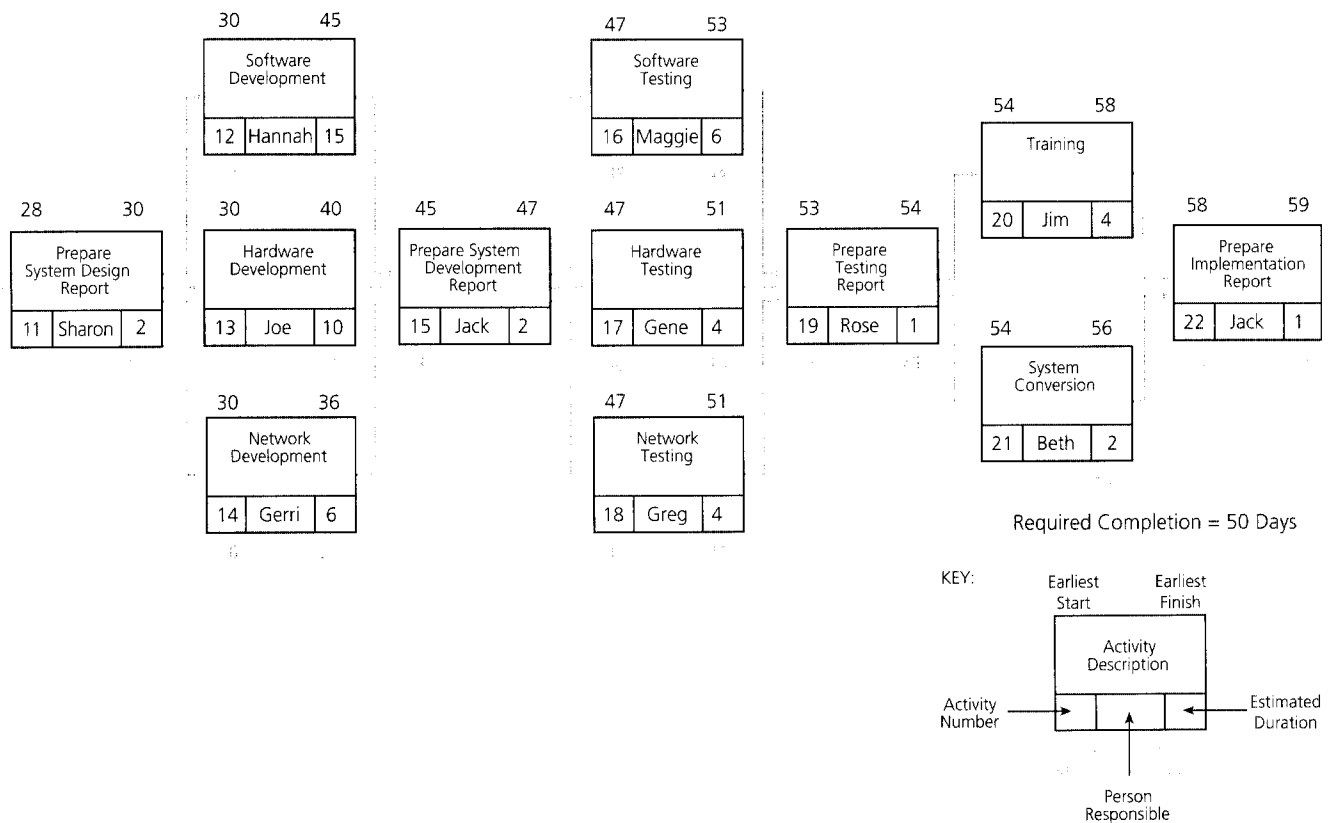 30 45
Software
Development
12 Hannah 15
47 53
Software
Testing
16 Maggie 6
54 58
Training
20 Jim 4
28 30
Prepare
System Design
Report
11 Sharon 2
30 40
Hardware
Development
13 Joe 10
45 47
Prepare System
Development
Report
15 Jack 2
47 51
Hardware
Testing
17 Gene 4
53 54
Prepare
Testing
Report
19 Rose 1
58 59
Prepare
Implementation
Report
22 Jack 1
30 36
Network
Development
14 Gerri 6
47 51
Network
Testing
18 Greg 4
54 56
System
Conversion
21 Beth 2
Required Completion = 50 Days
KEY:
Earliest
Start
Earliest
Finish
Activity
Description
Activity
Number
Estimated
Duration
Person
Responsible